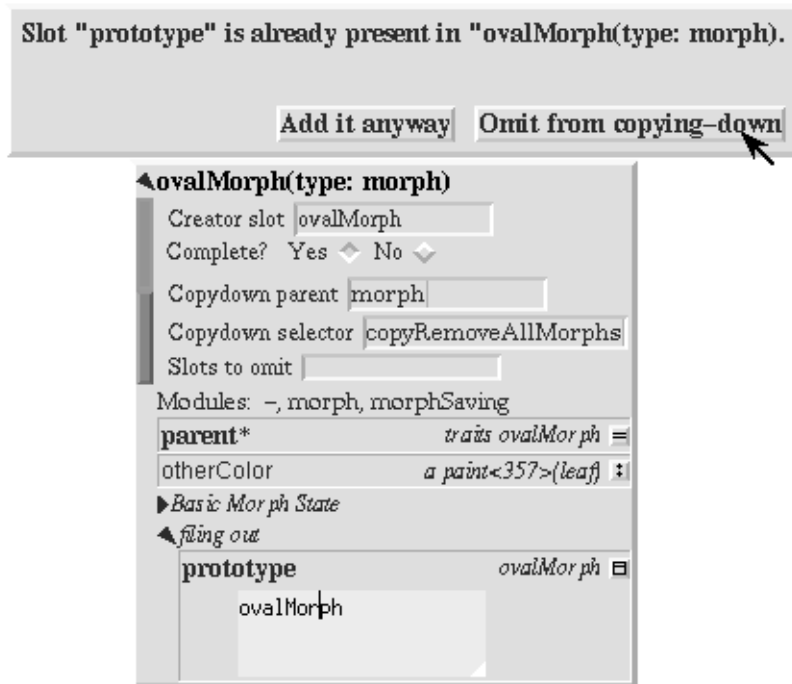 Slot "prototype" is already present in "ovalMorph(type: morph).
Add it anyway Omit from copying-down
ovalMorph(type: morph)
Creator slot ovalMorph
Complete? Yes No
Copydown parent morph
Copydown selector copyRemoveAllMorphs
Slots to omit
Modules: -, morph, morphSaving
parent* traits ovalMorph =
otherColor a paint<357>(leaf) :
Basic Morph State
filing out
prototype ovalMorph
ovalMorph